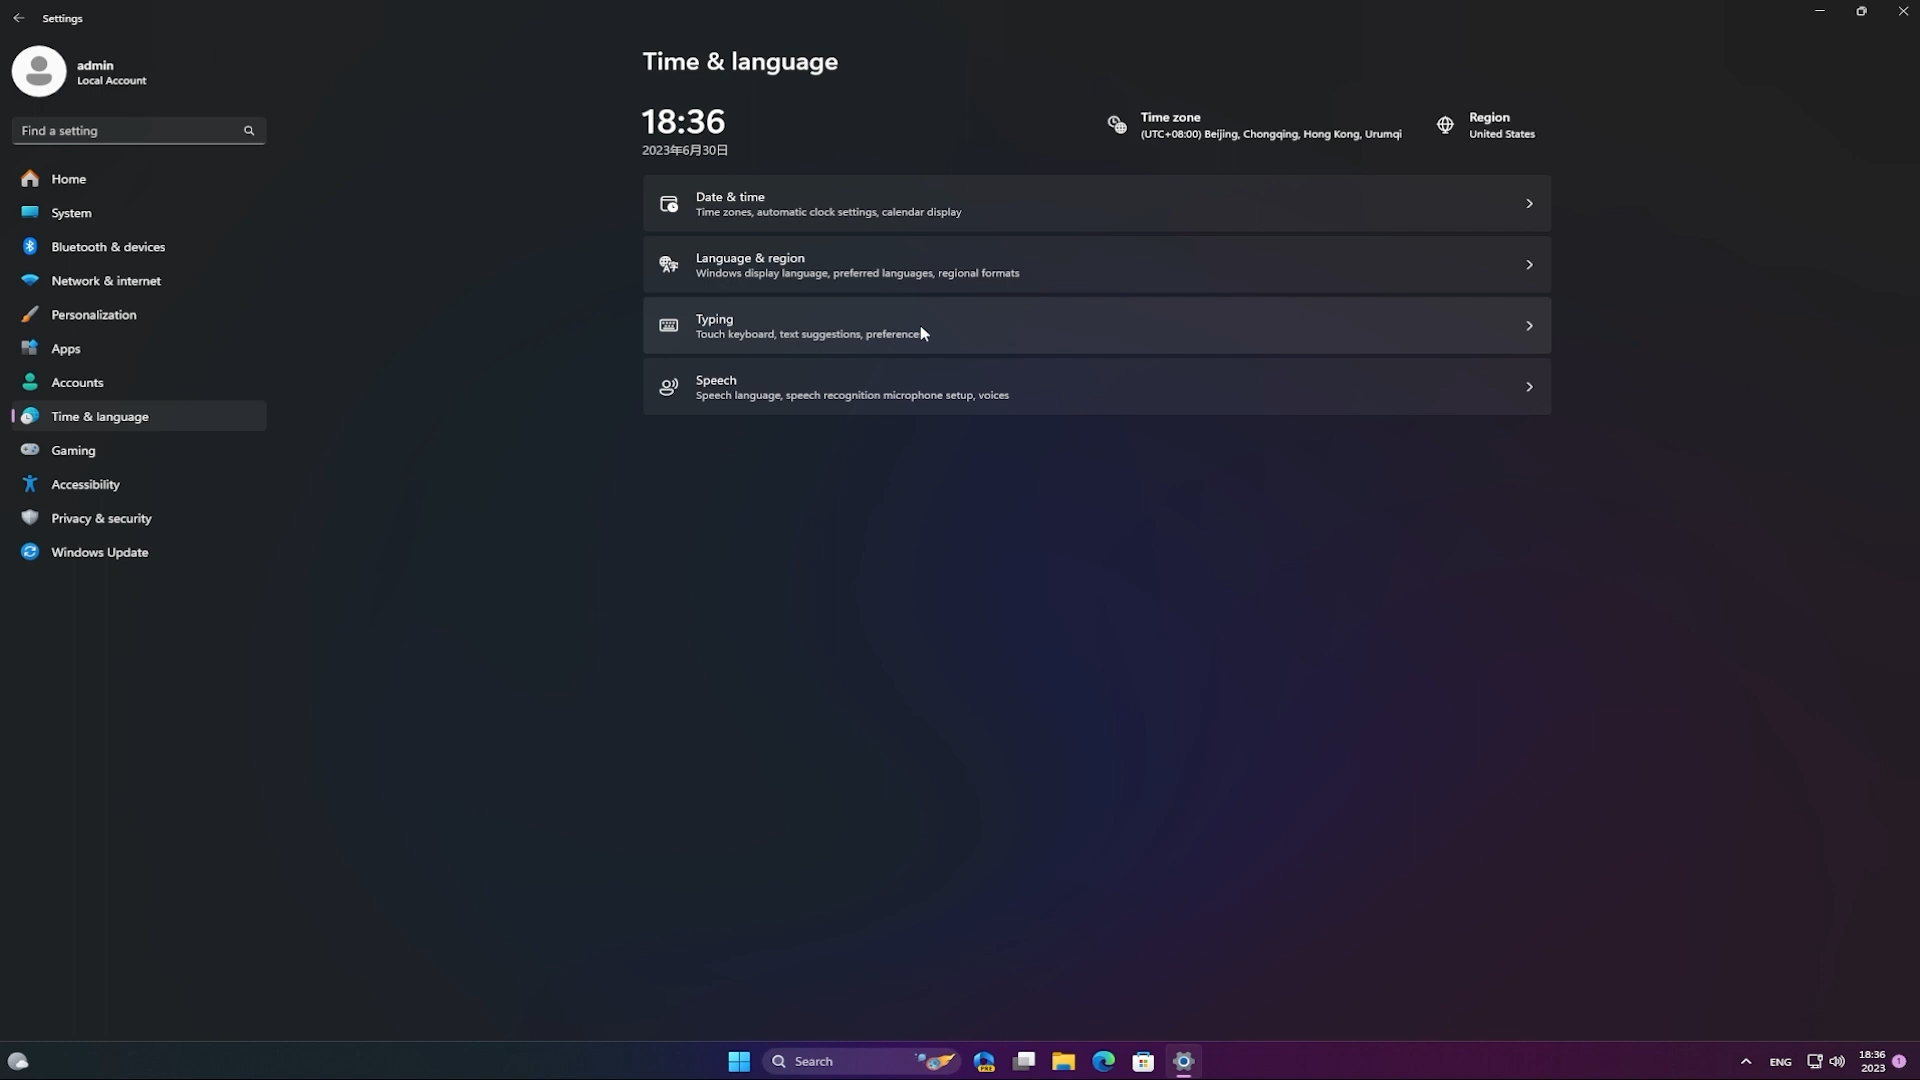 Settings
admin
Local Account
Find a setting
Home
System
Bluetooth & devices
Network & internet
Personalization
Apps
Accounts
Time & language
Gaming
Accessibility
Privacy & security
Windows Update
Time & language
18:36
2023年6月30日
Time zone
(UTC+08:00) Beijing, Chongqing, Hong Kong, Urumqi
Region
United States
Date & time
Time zones, automatic clock settings, calendar display
Language & region
Windows display language, preferred languages, regional formats
Typing
Touch keyboard, text suggestions, preferences
Speech
Speech language, speech recognition microphone setup, voices
Search
PRE
ENG
18:36
2023
1